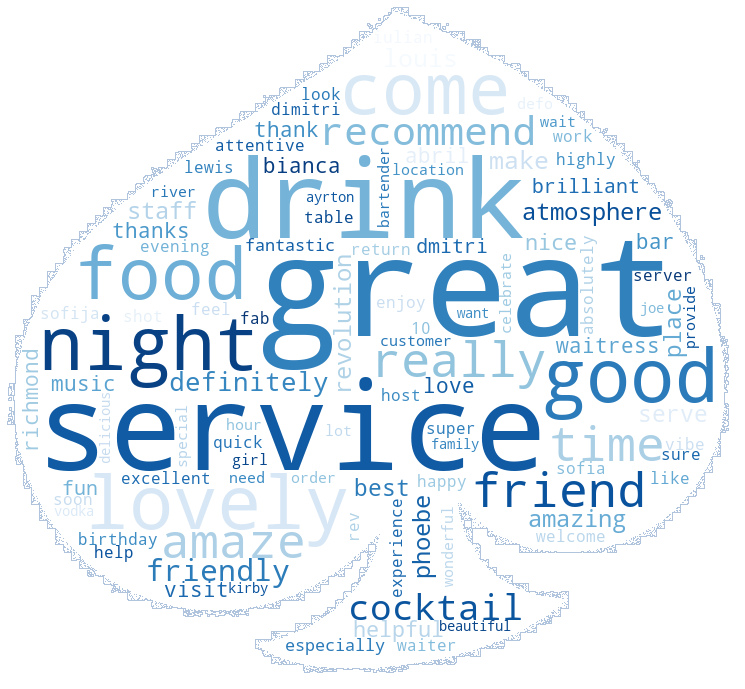 julian
louis
come
defo
look
dimitri
thank
recommend
wait
work
attentive
abril
make
highly
bianca
lewis
location
bartender
brilliant
river
ayrton
drink
staff
table
atmosphere
thanks
evening
fantastic
return
dmitri
nice
bar
food
great
revolution
celebrate
absolutely
server
sofija
shot
feel
enjoy
want
joe
provide
place
fab
10
night
customer
really
waitress
richmond
music
definitely
host
love
good
service
delicious
special
hour
quick
girl
lot
super
family
time
serve
vibe
sure
sofia
excellent
need
order
happy
like
fun
soon
vodka
lovely
best
friend
rev
amazing
welcome
birthday
help
amaze
experience
phoebe
wonderful
friendly
visit
kirby
cocktail
helpful
beautiful
especially
waiter